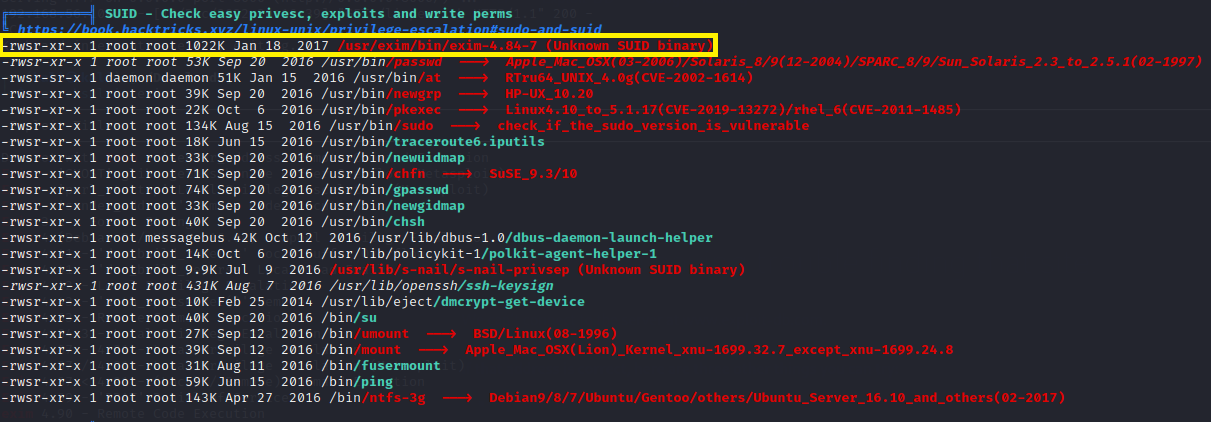 ╔══════════╣ SUID - Check easy privesc, exploits and write perms
╚ https://book.hacktricks.xyz/linux-unix/privilege-escalation#sudo-and-suid
-rwsr-xr-x 1 root root 1022K Jan 18  2017 /usr/exim/bin/exim-4.84-7 (Unknown SUID binary)
-rwsr-xr-x 1 root root 53K Sep 20  2016 /usr/bin/passwd  --->  Apple_Mac_OSX(03-2006)/Solaris_8/9(12-2004)/SPARC_8/9/Sun_Solaris_2.3_to_2.5.1(02-1997)
-rwsr-sr-x 1 daemon daemon 51K Jan 15  2016 /usr/bin/at  --->  RTru64_UNIX_4.0g(CVE-2002-1614)
-rwsr-xr-x 1 root root 39K Sep 20  2016 /usr/bin/newgrp  --->  HP-UX_10.20
-rwsr-xr-x 1 root root 22K Oct  6  2016 /usr/bin/pkexec  --->  Linux4.10_to_5.1.17(CVE-2019-13272)/rhel_6(CVE-2011-1485)
-rwsr-xr-x 1 root root 134K Aug 15  2016 /usr/bin/sudo  --->  check_if_the_sudo_version_is_vulnerable
-rwsr-xr-x 1 root root 18K Jun 15  2016 /usr/bin/traceroute6.iputils
-rwsr-xr-x 1 root root 33K Sep 20  2016 /usr/bin/newuidmap
-rwsr-xr-x 1 root root 71K Sep 20  2016 /usr/bin/chfn  --->  SuSE_9.3/10
-rwsr-xr-x 1 root root 74K Sep 20  2016 /usr/bin/gpasswd
-rwsr-xr-x 1 root root 33K Sep 20  2016 /usr/bin/newgidmap
-rwsr-xr-x 1 root root 40K Sep 20  2016 /usr/bin/chsh
-rwsr-xr-- 1 root messagebus 42K Oct 12  2016 /usr/lib/dbus-1.0/dbus-daemon-launch-helper
-rwsr-xr-x 1 root root 14K Oct  6  2016 /usr/lib/policykit-1/polkit-agent-helper-1
-rwsr-xr-x 1 root root 9.9K Jul  9  2016 /usr/lib/s-nail/s-nail-privsep (Unknown SUID binary)
-rwsr-xr-x 1 root root 431K Aug  7  2016 /usr/lib/openssh/ssh-keysign
-rwsr-xr-x 1 root root 10K Feb 25  2014 /usr/lib/eject/dmcrypt-get-device
-rwsr-xr-x 1 root root 40K Sep 20  2016 /bin/su
-rwsr-xr-x 1 root root 27K Sep 12  2016 /bin/umount  --->  BSD/Linux(08-1996)
-rwsr-xr-x 1 root root 39K Sep 12  2016 /bin/mount  --->  Apple_Mac_OSX(Lion)_Kernel_xnu-1699.32.7_except_xnu-1699.24.8
-rwsr-xr-x 1 root root 31K Aug 11  2016 /bin/fusermount
-rwsr-xr-x 1 root root 59K Jun 15  2016 /bin/ping
-rwsr-xr-x 1 root root 143K Apr 27  2016 /bin/ntfs-3g  --->  Debian9/8/7/Ubuntu/Gentoo/others/Ubuntu_Server_16.10_and_others(02-2017)
4.90 - Remote Code Execution